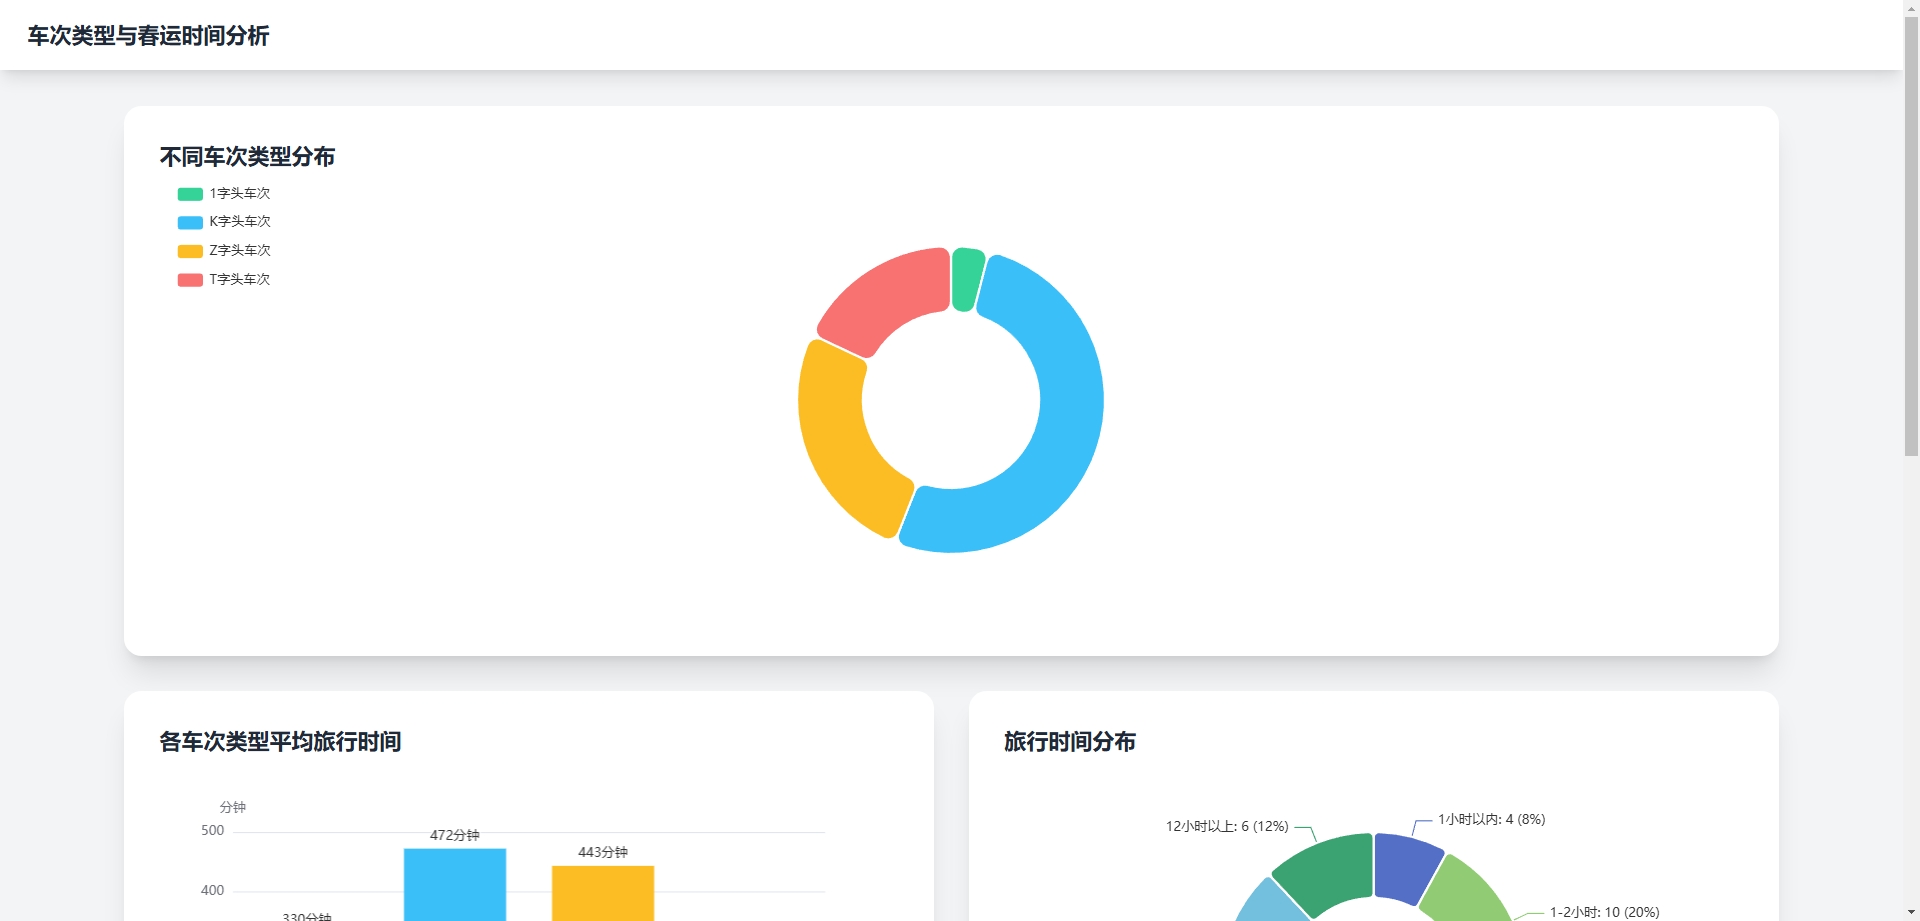 车次类型与春运时间分析
不同车次类型分布
1字头车次
K字头车次
Z字头车次
T字头车次
各车次类型平均旅行时间
分钟
500
472分钟
443分钟
400
330分钟
旅行时间分布
12小时以上: 6 (12%)
1小时以内: 4 (8%)
1-2小时: 10 (20%)